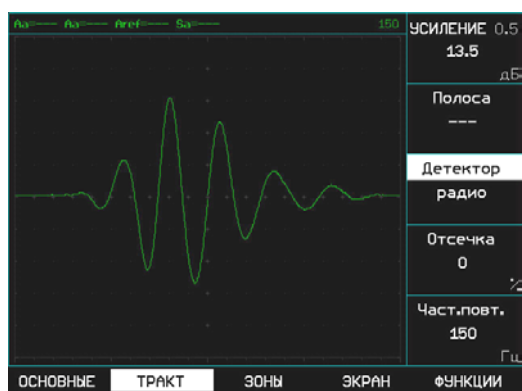 Aa=--- Aa=--- Aref=--- Sa=--- 150
УСИЛЕНИЕ 0.5
13.5
дБ
Полоса
---
Детектор
радио
Отсечка
0
%
Част.повт.
150
Гц
ОСНОВНЫЕ ТРАКТ ЗОНЫ ЭКРАН ФУНКЦИИ